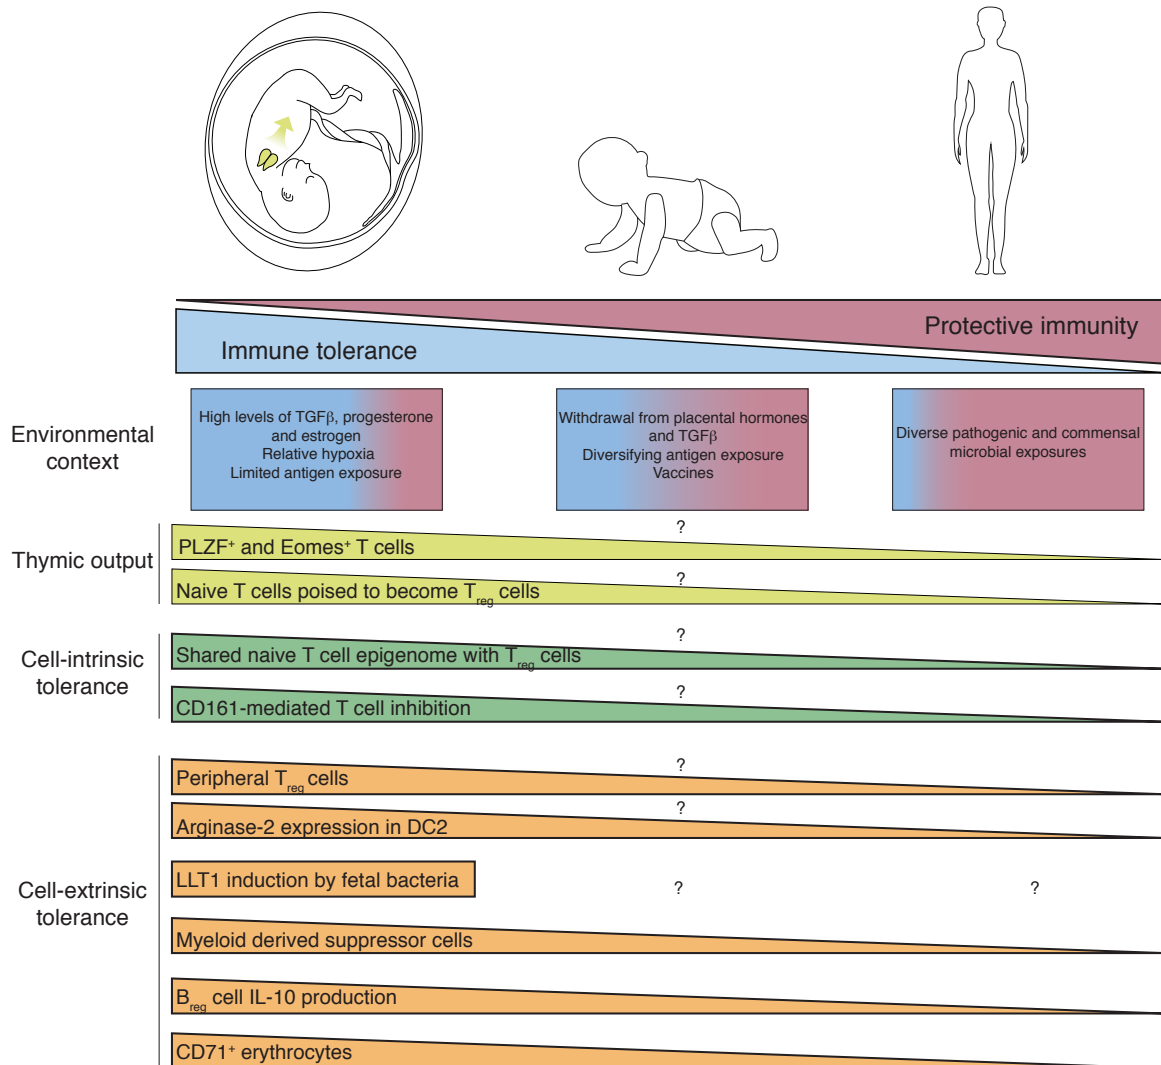 Protective immunity
Immune tolerance
Environmental
context
High levels of TGFβ, progesterone
and estrogen
Relative hypoxia
Limited antigen exposure
Withdrawal from placental hormones
and TGFβ
Diversifying antigen exposure
Vaccines
Diverse pathogenic and commensal
microbial exposures
Thymic output
?
PLZF⁺ and Eomes⁺ T cells
?
Naive T cells poised to become Treg cells
Cell-intrinsic
tolerance
?
Shared naive T cell epigenome with Treg cells
?
CD161-mediated T cell inhibition
Cell-extrinsic
tolerance
?
Peripheral Treg cells
?
Arginase-2 expression in DC2
LLT1 induction by fetal bacteria
?
?
Myeloid derived suppressor cells
Breg cell IL-10 production
CD71⁺ erythrocytes